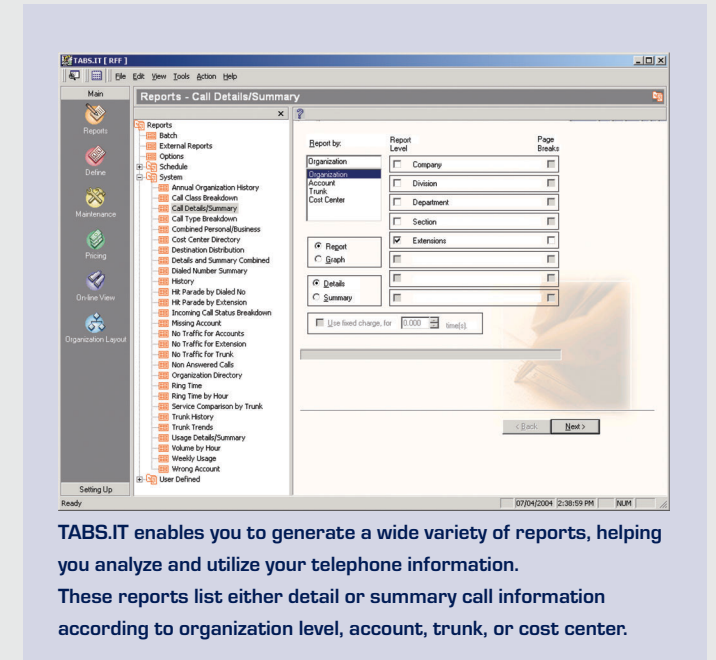 TABS.IT [ RFF ]
File Edit View Tools Action Help
Main
Reports - Call Details/Summary
Reports
Define
Maintenance
Pricing
On-line View
Organization Layout
Setting Up
Reports
Batch
External Reports
Options
Schedule
System
Annual Organization History
Call Class Breakdown
Call Details/Summary
Call Type Breakdown
Combined Personal/Business
Cost Center Directory
Destination Distribution
Details and Summary Combined
Dialed Number Summary
History
Hit Parade by Dialed No
Hit Parade by Extension
Incoming Call Status Breakdown
Missing Account
No Traffic for Accounts
No Traffic for Extension
No Traffic for Trunk
Non Answered Calls
Organization Directory
Ring Time
Ring Time by Hour
Service Comparison by Trunk
Trunk History
Trunk Trends
Usage Details/Summary
Volume by Hour
Weekly Usage
Wrong Account
User Defined
Report by:
Organization
Organization
Account
Trunk
Cost Center
Report
Graph
Details
Summary
Report
Level
Page
Breaks
Company
Division
Department
Section
Extensions
Use fixed charge, for 0.000 time(s)
< Back Next >
Ready 07/04/2004 2:38:59 PM NUM
TABS.IT enables you to generate a wide variety of reports, helping
you analyze and utilize your telephone information.
These reports list either detail or summary call information
according to organization level, account, trunk, or cost center.